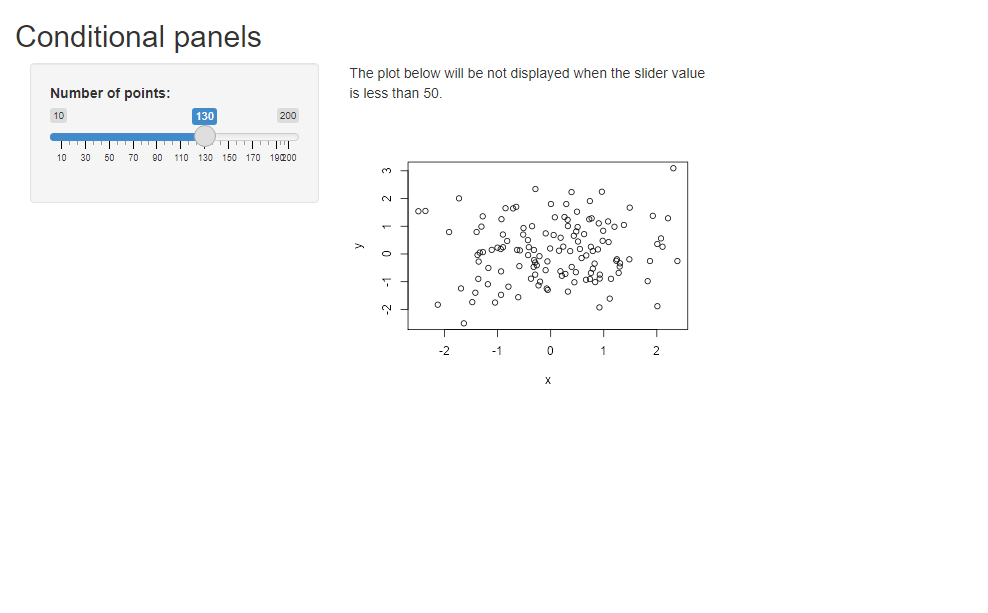 Conditional panels
Number of points:
10 130 200
10 30 50 70 90 110 130 150 170 190 200
The plot below will be not displayed when the slider value
is less than 50.
3
2
1
0
-1
-2
y
-2 -1 0 1 2
x